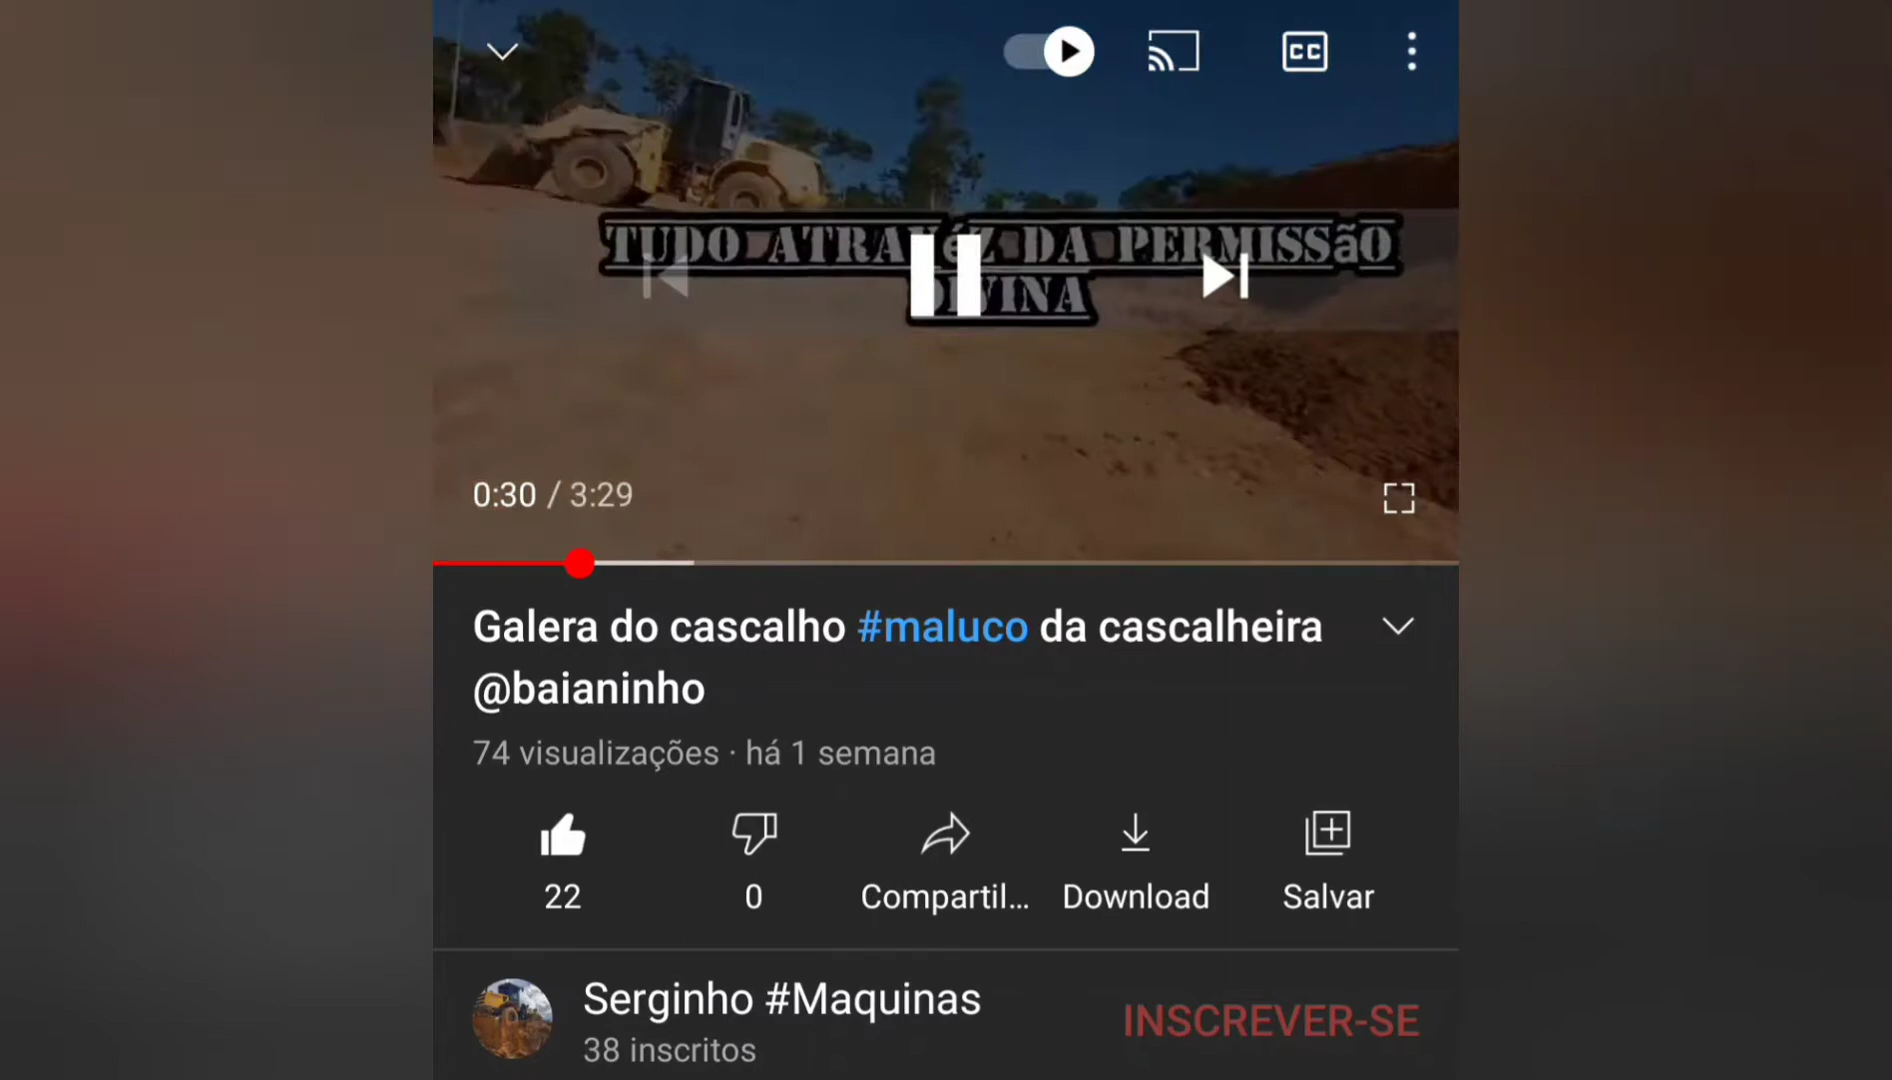 CC
TUDO ATRAVéZ DA PERMISSãO
DIVINA
0:30 / 3:29
Galera do cascalho #maluco da cascalheira
@baianinho
74 visualizações · há 1 semana
22
0
Compartil...
Download
Salvar
Serginho #Maquinas
INSCREVER-SE
38 inscritos